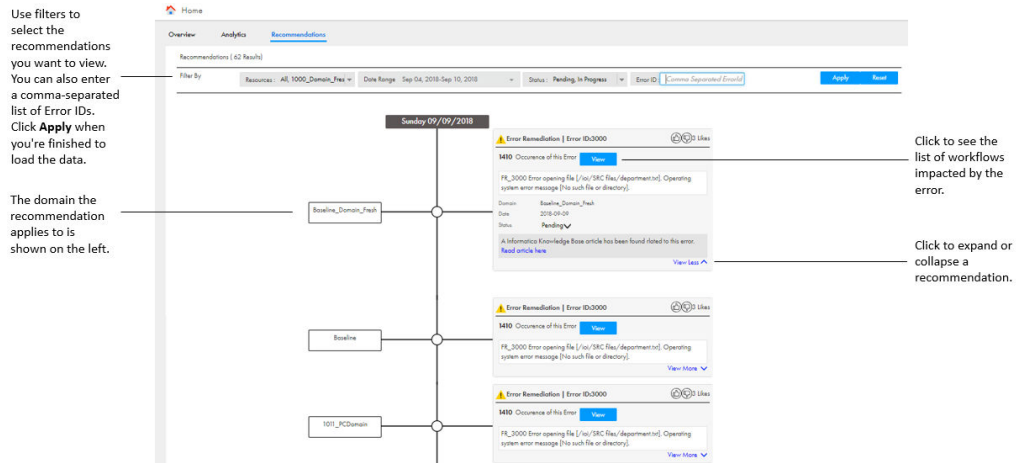 Use filters to
select the
recommendations
you want to view.
You can also enter
a comma-separated
list of Error IDs.
Click Apply when
you're finished to
load the data.
The domain the
recommendation
applies to is
shown on the left.
Home
Overview Analytics Recommendations
Recommendations ( 62 Results)
Filter By Resources : All, 1000_Domain_Fres Date Range Sep 04, 2018-Sep 10, 2018 Status : Pending, In Progress Error ID Comma Separated ErrorId Apply Reset
Sunday 09/09/2018
Baseline_Domain_Fresh
Error Remediation | Error ID:3000 0 Likes
1410 Occurence of this Error View
FR_3000 Error opening file [/ioi/SRC files/department.txt]. Operating
system error message [No such file or directory].
Domain Baseline_Domain_Fresh
Date 2018-09-09
Status Pending
A Informatica Knowledge Base article has been found rlated to this error.
Read article here
View Less
Baseline
Error Remediation | Error ID:3000 0 Likes
1410 Occurence of this Error View
FR_3000 Error opening file [/ioi/SRC files/department.txt]. Operating
system error message [No such file or directory].
View More
1011_PCDomain
Error Remediation | Error ID:3000 0 Likes
1410 Occurence of this Error View
FR_3000 Error opening file [/ioi/SRC files/department.txt]. Operating
system error message [No such file or directory].
View More
Click to see the
list of workflows
impacted by the
error.
Click to expand or
collapse a
recommendation.